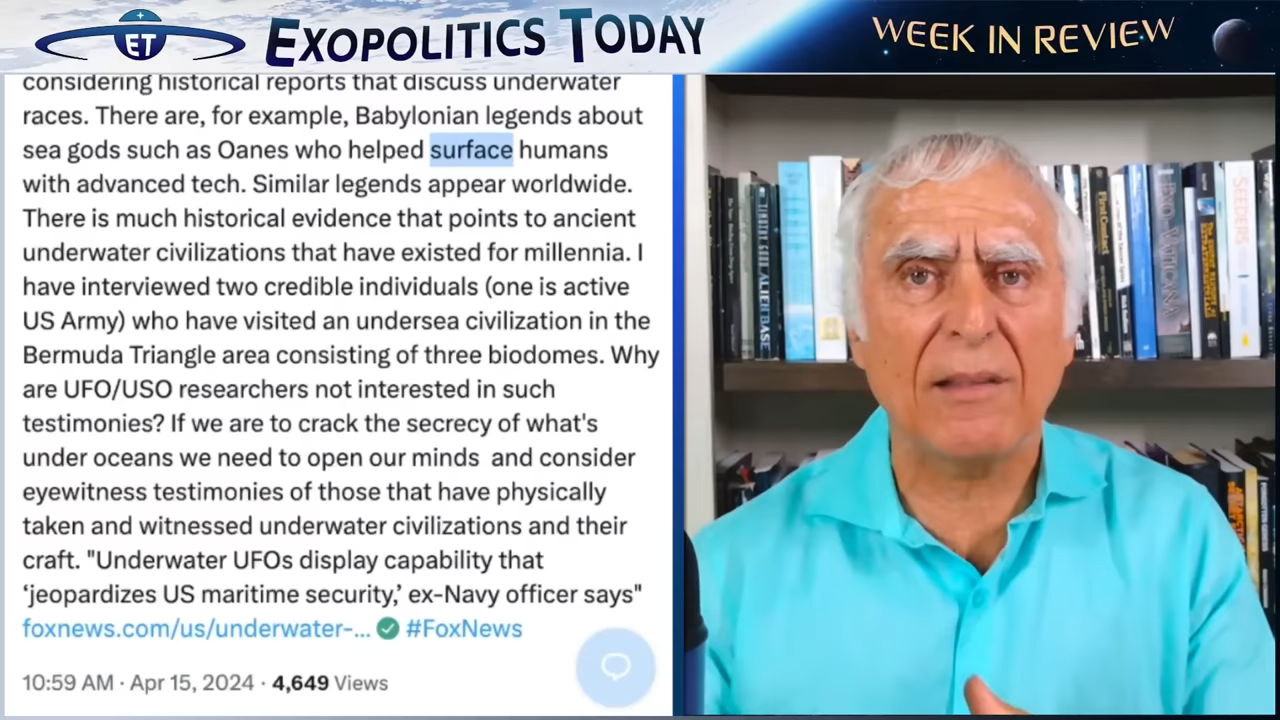 ET
EXOPOLITICS TODAY
WEEK IN REVIEW
considering historical reports that discuss underwater
races. There are, for example, Babylonian legends about
sea gods such as Oanes who helped surface humans
with advanced tech. Similar legends appear worldwide.
There is much historical evidence that points to ancient
underwater civilizations that have existed for millennia. I
have interviewed two credible individuals (one is active
US Army) who have visited an undersea civilization in the
Bermuda Triangle area consisting of three biodomes. Why
are UFO/USO researchers not interested in such
testimonies? If we are to crack the secrecy of what's
under oceans we need to open our minds  and consider
eyewitness testimonies of those that have physically
taken and witnessed underwater civilizations and their
craft. "Underwater UFOs display capability that
‘jeopardizes US maritime security,’ ex-Navy officer says"
foxnews.com/us/underwater-... #FoxNews
10:59 AM · Apr 15, 2024 · 4,649 Views
ALIEN BASE
First Contact
SEEDERS